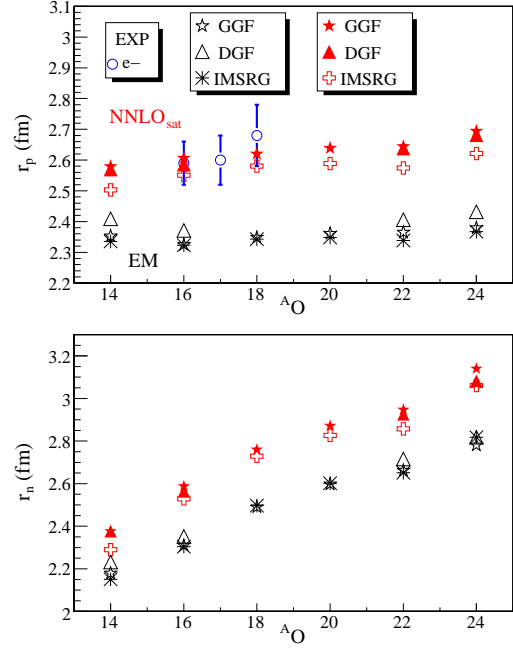 3.1
3
2.9
2.8
2.7
2.6
2.5
2.4
2.3
2.2
r_p (fm)
EXP
e−
GGF
DGF
IMSRG
GGF
DGF
IMSRG
NNLO_sat
EM
14 16 18 20 22 24
^A O
3.2
3
2.8
2.6
2.4
2.2
2
r_n (fm)
14 16 18 20 22 24
^A O